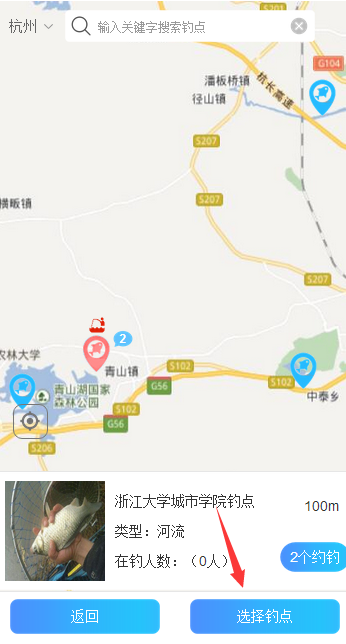 S201
杭州
输入关键字搜索钓点
G104
潘板桥镇
杭长高速
径山镇
S207
横畈镇
S207
S207
2
农林大学
青山镇
S102
G56
S102
青山湖国家
森林公园
中泰乡
S102
G56
S206
浙江大学城市学院钓点
100m
类型：河流
在钓人数：（0人）
2个约钓
返回
选择钓点